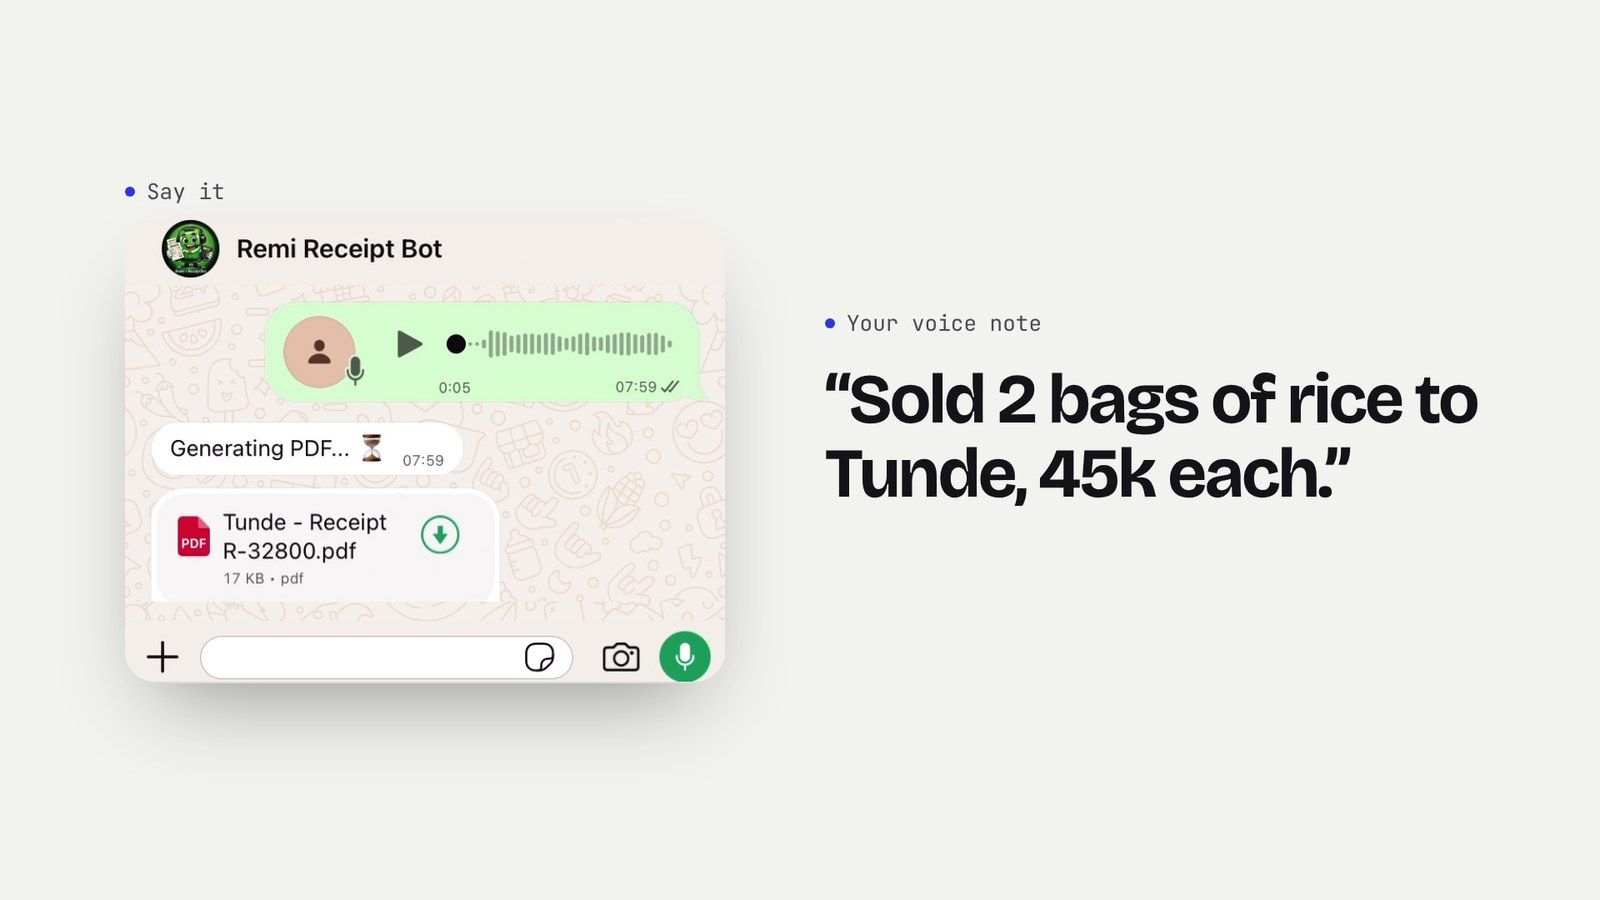 Say it
Remi Receipt Bot
0:05
07:59
Generating PDF...
07:59
PDF
Tunde - Receipt
R-32800.pdf
17 KB • pdf
Your voice note
“Sold 2 bags of rice to
Tunde, 45k each.”